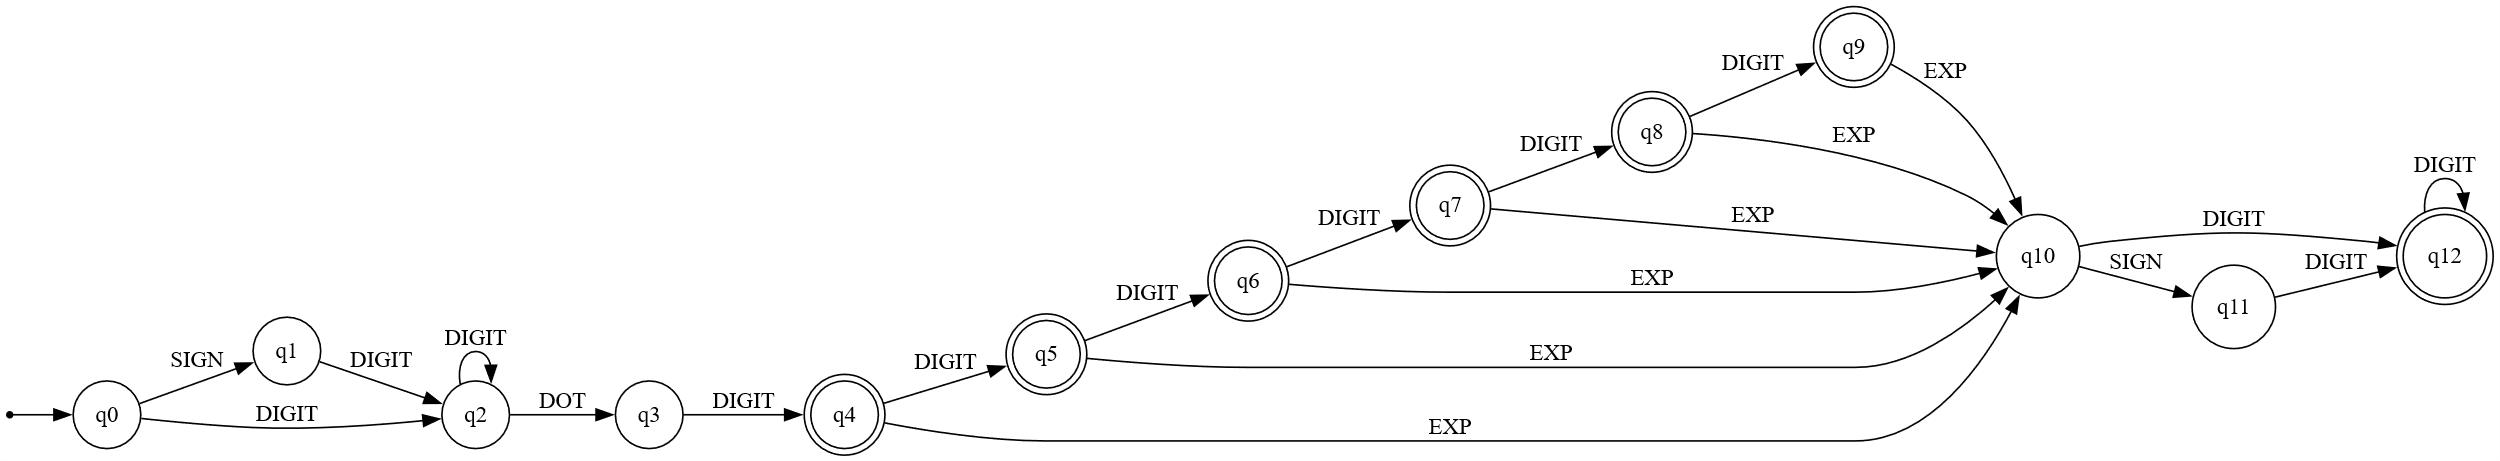 q9
DIGIT
EXP
q8
DIGIT
EXP
q7
DIGIT
EXP
DIGIT
DIGIT
q10
SIGN
DIGIT
q12
q6
DIGIT
EXP
q11
q5
DIGIT
EXP
q1
SIGN
DIGIT
DIGIT
q0
DIGIT
q2
DOT
q3
DIGIT
q4
DIGIT
EXP